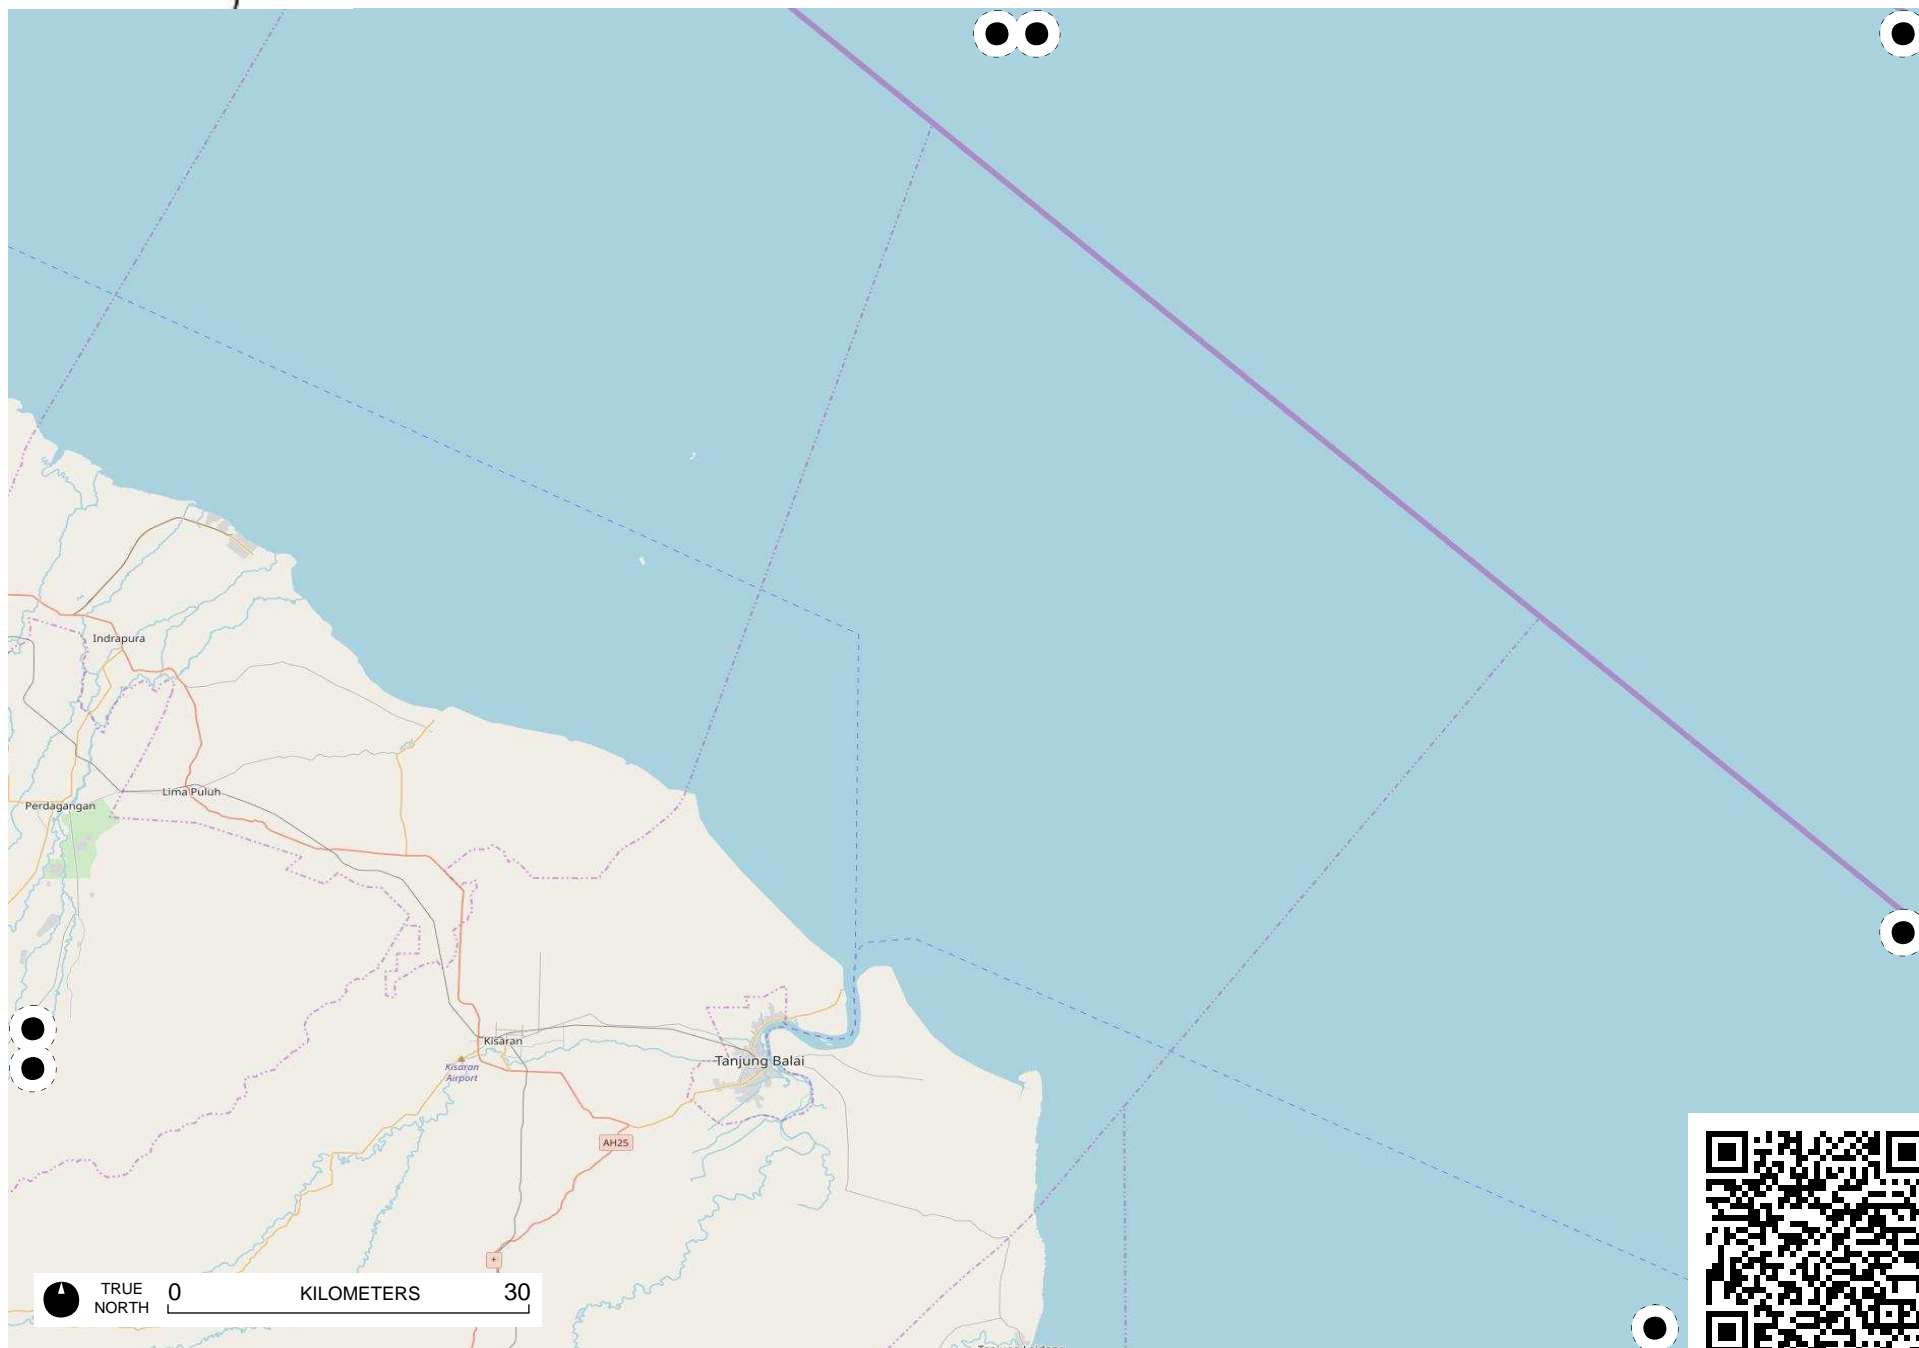 Indrapura
Lima Puluh
Perdagangan
Kisaran
Kisaran
Airport
Tanjung Balai
AH25
TRUE
NORTH
0
KILOMETERS
30